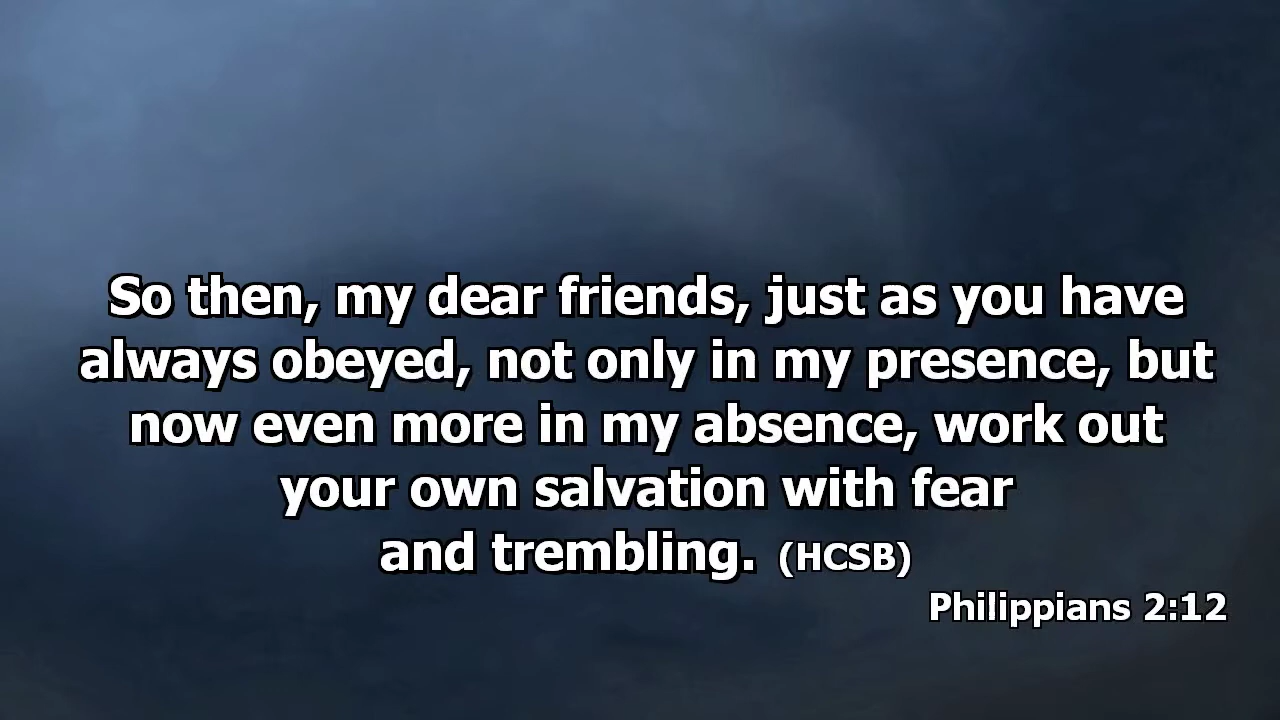 So then, my dear friends, just as you have
always obeyed, not only in my presence, but
now even more in my absence, work out
your own salvation with fear
and trembling. (HCSB)
Philippians 2:12